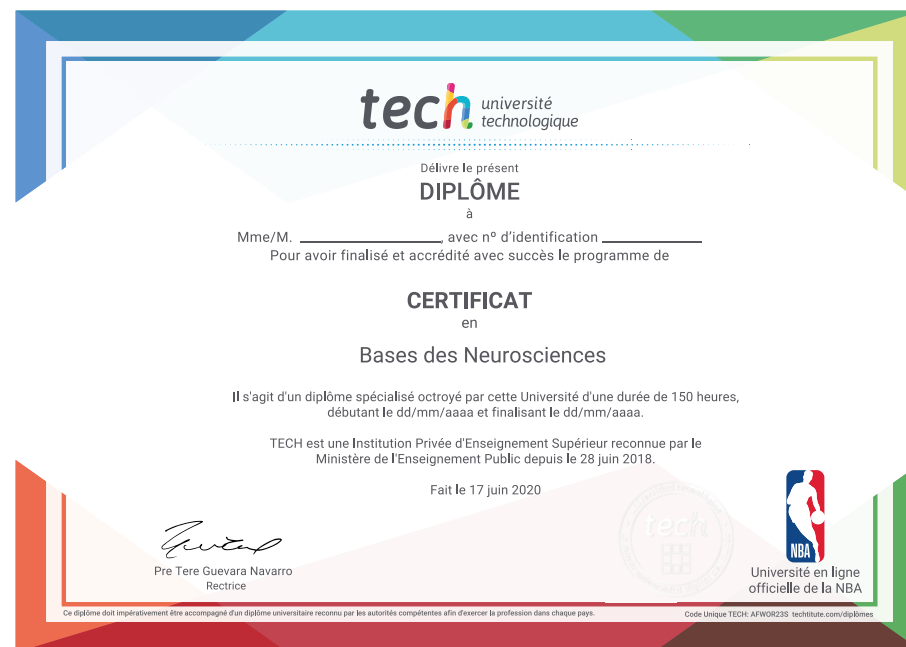 tech université
technologique
Délivre le présent
DIPLÔME
à
Mme/M. ____________________, avec nº d'identification ______________
Pour avoir finalisé et accrédité avec succès le programme de
CERTIFICAT
en
Bases des Neurosciences
Il s'agit d'un diplôme spécialisé octroyé par cette Université d'une durée de 150 heures,
débutant le dd/mm/aaaa et finalisant le dd/mm/aaaa.
TECH est une Institution Privée d'Enseignement Supérieur reconnue par le
Ministère de l'Enseignement Public depuis le 28 juin 2018.
Fait le 17 juin 2020
tech
NBA
Pre Tere Guevara Navarro
Rectrice
Université en ligne
officielle de la NBA
Ce diplôme doit impérativement être accompagné d'un diplôme universitaire reconnu par les autorités compétentes afin d'exercer la profession dans chaque pays.
Code Unique TECH: AFWOR23S techtitute.com/diplômes